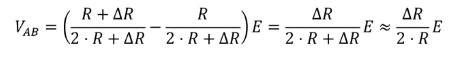 V_AB = ( (R + ΔR)/(2 · R + ΔR) − R/(2 · R + ΔR) ) E = ΔR/(2 · R + ΔR) E ≈ ΔR/(2 · R) E